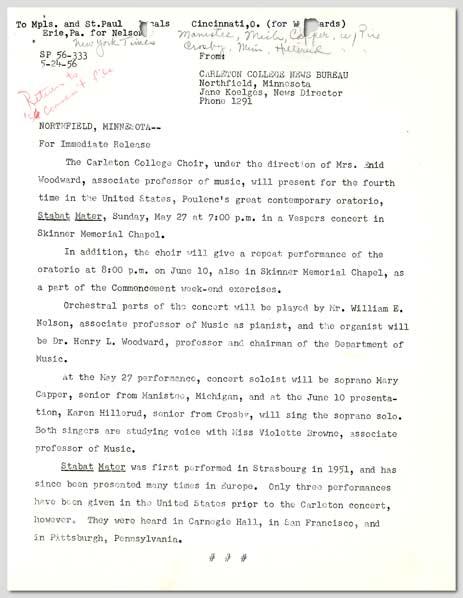 To Mpls. and St.Paul Cincinnati,O. (for W ards)
Erie,Pa. for Nelson Manistee, Mich, Capper, w/ Pic
New York Times Crosby, Minn, Hillerud
SP 56-333 From:
5-24-56
CARLETON COLLEGE NEWS BUREAU
Return to Northfield, Minnesota
'56 Comment file Jane Koelges, News Director
Phone 1291
NORTHFIELD, MINNESOTA--
For Immediate Release
The Carleton College Choir, under the direction of Mrs. Enid
Woodward, associate professor of music, will present for the fourth
time in the United States, Poulenc's great contemporary oratorio,
Stabat Mater, Sunday, May 27 at 7:00 p.m. in a Vespers concert in
Skinner Memorial Chapel.
In addition, the choir will give a repeat performance of the
oratorio at 8:00 p.m. on June 10, also in Skinner Memorial Chapel, as
a part of the Commencement week-end exercises.
Orchestral parts of the concert will be played by Mr. William E.
Nelson, associate professor of Music as pianist, and the organist will
be Dr. Henry L. Woodward, professor and chairman of the Department of
Music.
At the May 27 performance, concert soloist will be soprano Mary
Capper, senior from Manistee, Michigan, and at the June 10 presenta-
tion, Karen Hillerud, senior from Crosby, will sing the soprano solo.
Both singers are studying voice with Miss Violette Browne, associate
professor of Music.
Stabat Mater was first performed in Strasbourg in 1951, and has
since been presented many times in Europe. Only three performances
have been given in the United States prior to the Carleton concert,
however. They were heard in Carnegie Hall, in San Francisco, and
in Pittsburgh, Pennsylvania.
# # #